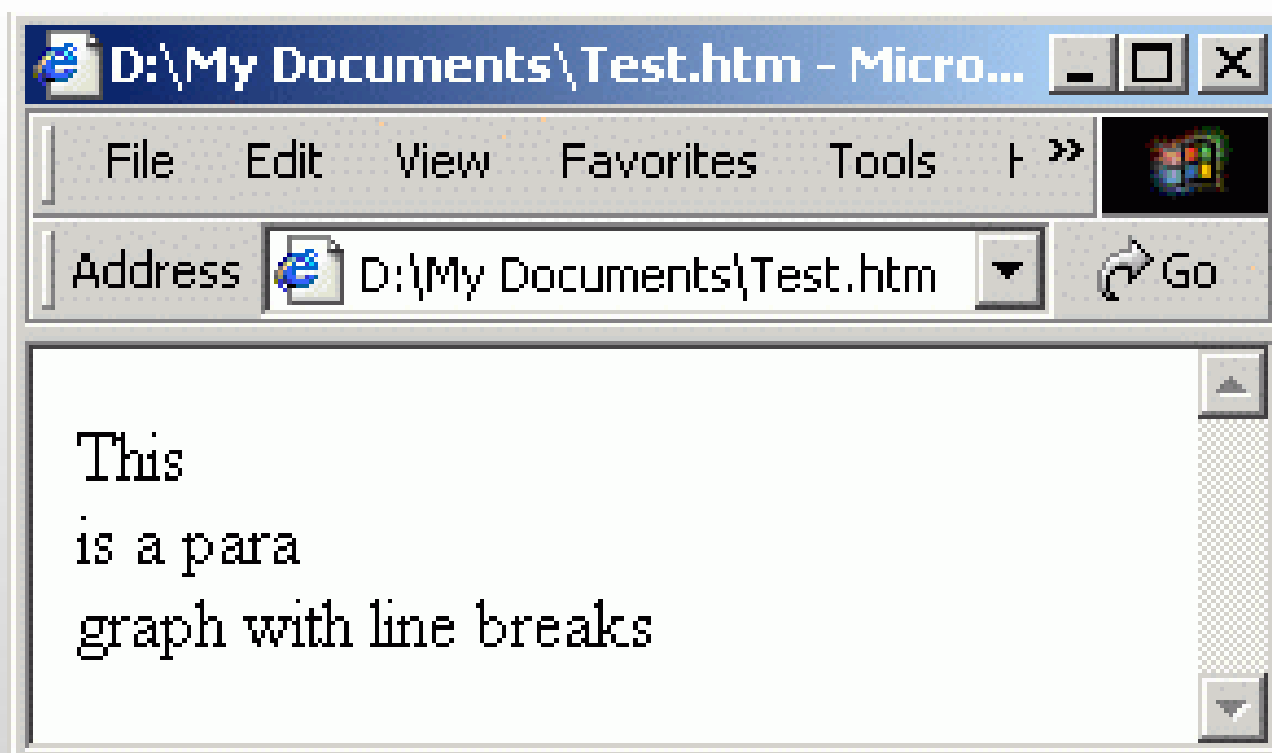 D:\My Documents\Test.htm - Micro...
File Edit View Favorites Tools »
Address D:\My Documents\Test.htm Go
This
is a para
graph with line breaks